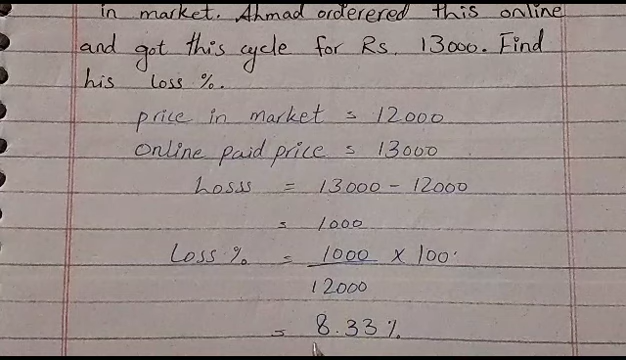 in market. Ahmad orderered this online
and got this cycle for Rs. 13000. Find
his loss %.
price in market = 12000
online paid price = 13000
Losss = 13000 - 12000
= 1000
Loss % = 1000 x 100
12000
= 8.33 %